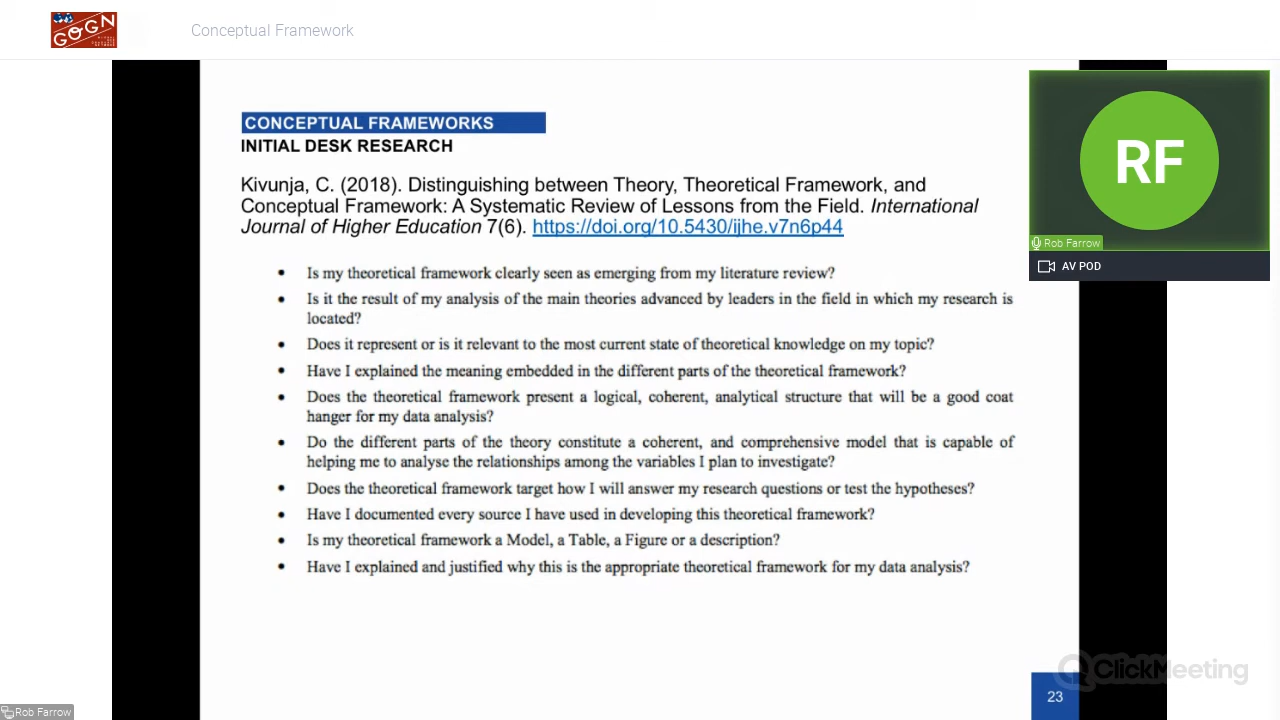 GOGN
Conceptual Framework
CONCEPTUAL FRAMEWORKS
INITIAL DESK RESEARCH
Kivunja, C. (2018). Distinguishing between Theory, Theoretical Framework, and
Conceptual Framework: A Systematic Review of Lessons from the Field. International
Journal of Higher Education 7(6). https://doi.org/10.5430/ijhe.v7n6p44
• Is my theoretical framework clearly seen as emerging from my literature review?
• Is it the result of my analysis of the main theories advanced by leaders in the field in which my research is
located?
• Does it represent or is it relevant to the most current state of theoretical knowledge on my topic?
• Have I explained the meaning embedded in the different parts of the theoretical framework?
• Does the theoretical framework present a logical, coherent, analytical structure that will be a good coat
hanger for my data analysis?
• Do the different parts of the theory constitute a coherent, and comprehensive model that is capable of
helping me to analyse the relationships among the variables I plan to investigate?
• Does the theoretical framework target how I will answer my research questions or test the hypotheses?
• Have I documented every source I have used in developing this theoretical framework?
• Is my theoretical framework a Model, a Table, a Figure or a description?
• Have I explained and justified why this is the appropriate theoretical framework for my data analysis?
23
RF
Rob Farrow
AV POD
ClickMeeting
Rob Farrow